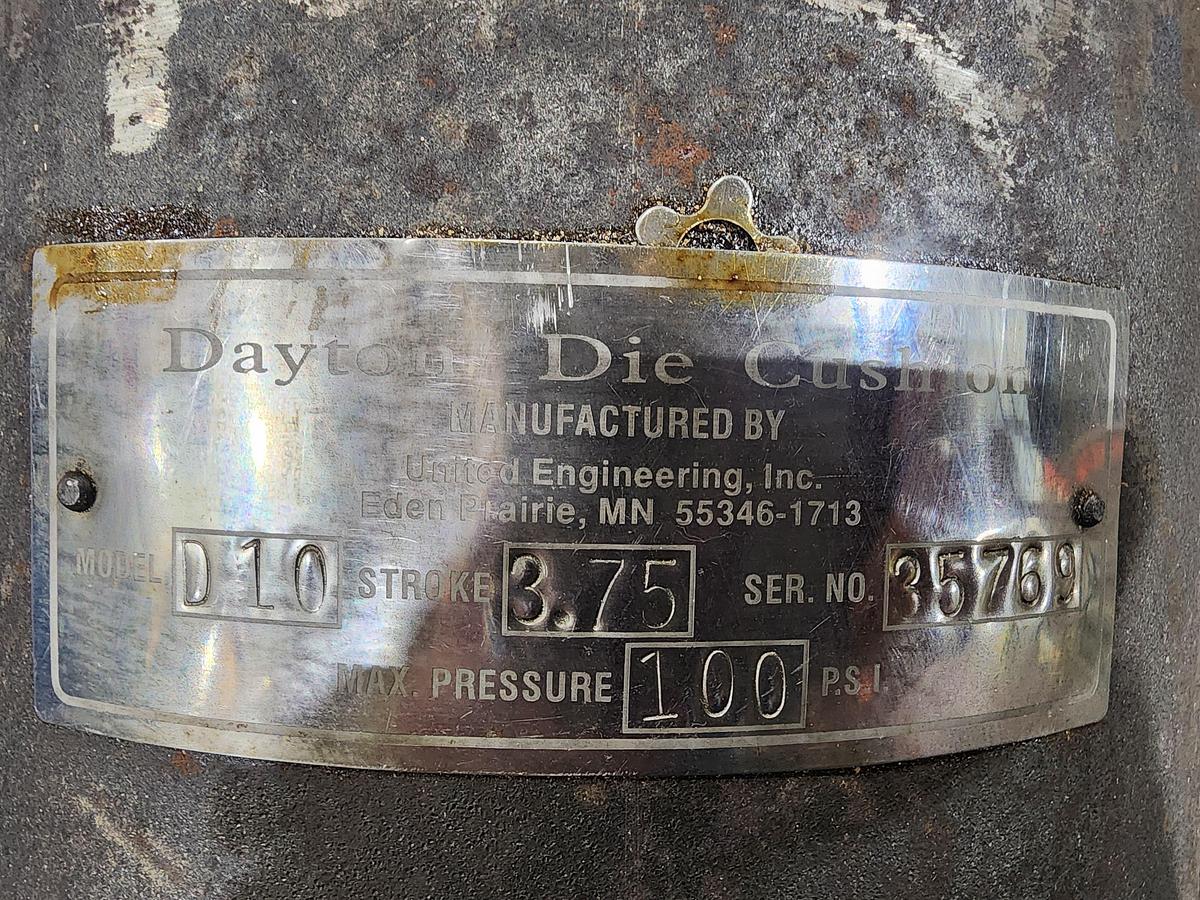 Dayton Die Cushion
MANUFACTURED BY
United Engineering, Inc.
Eden Prairie, MN 55346-1713
MODEL D10 STROKE 3.75 SER. NO. 35769
MAX. PRESSURE 100 P.S.I.